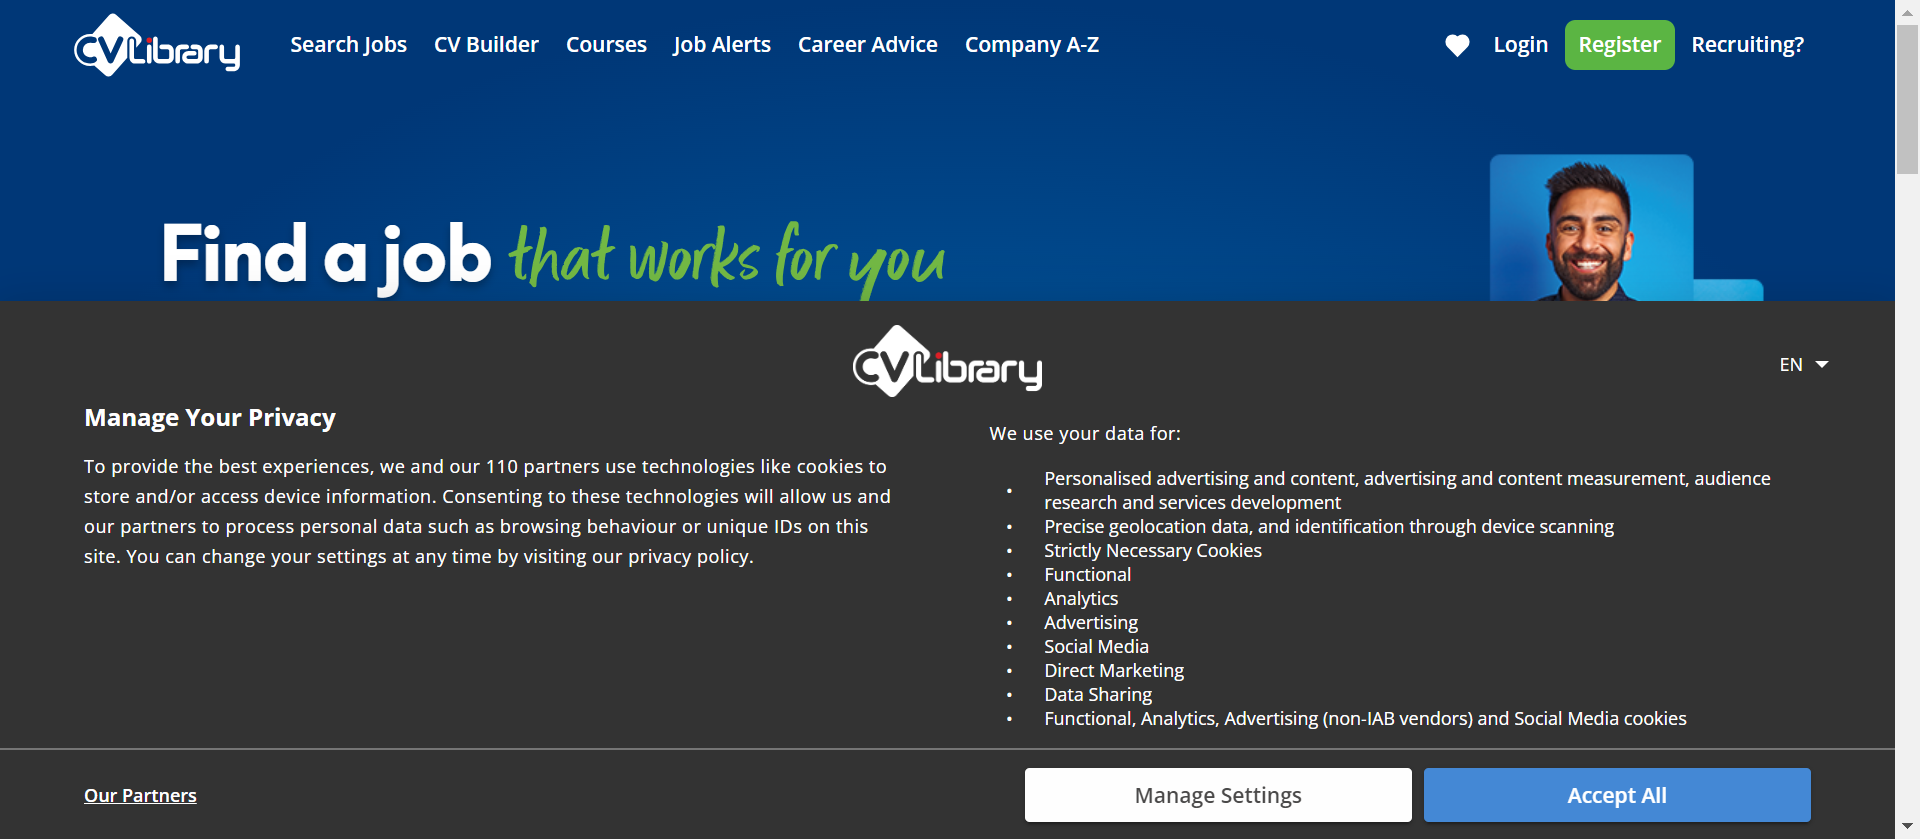 CVLibrary
Search Jobs
CV Builder
Courses
Job Alerts
Career Advice
Company A-Z
Login
Register
Recruiting?
Find a job that works for you
CVLibrary
EN
Manage Your Privacy
To provide the best experiences, we and our 110 partners use technologies like cookies to
store and/or access device information. Consenting to these technologies will allow us and
our partners to process personal data such as browsing behaviour or unique IDs on this
site. You can change your settings at any time by visiting our privacy policy.
We use your data for:
• Personalised advertising and content, advertising and content measurement, audience
research and services development
• Precise geolocation data, and identification through device scanning
• Strictly Necessary Cookies
• Functional
• Analytics
• Advertising
• Social Media
• Direct Marketing
• Data Sharing
• Functional, Analytics, Advertising (non-IAB vendors) and Social Media cookies
Our Partners
Manage Settings
Accept All